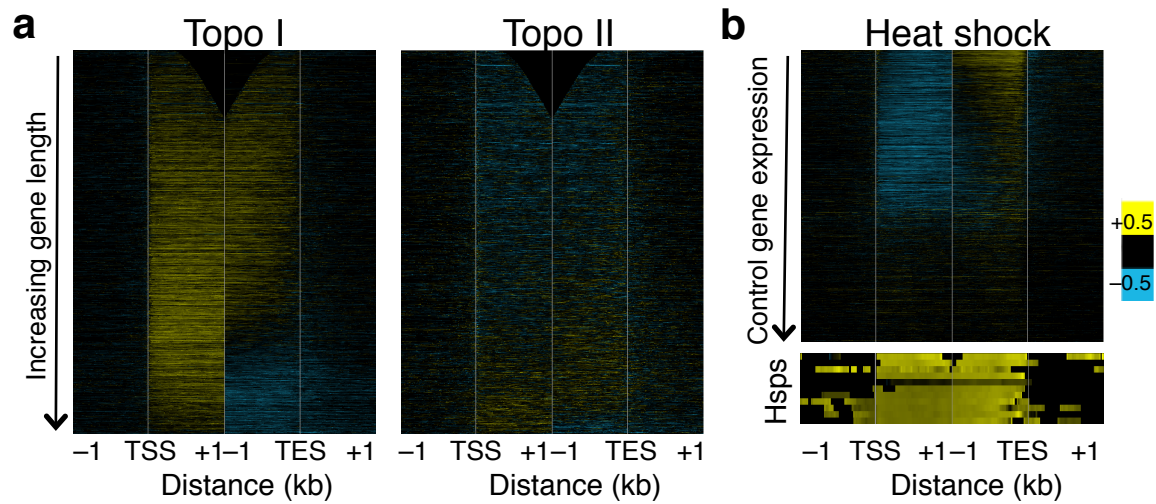 a
Topo I
Topo II
Increasing gene length
–1 TSS +1 –1 TES +1
Distance (kb)
–1 TSS +1 –1 TES +1
Distance (kb)
b
Heat shock
Control gene expression
+0.5
–0.5
Hsps
–1 TSS +1 –1 TES +1
Distance (kb)